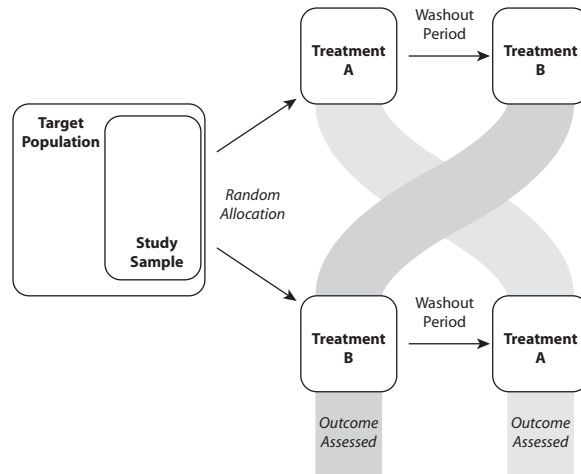 Treatment
A
Washout
Period
Treatment
B
Target
Population
Study
Sample
Random
Allocation
Treatment
B
Washout
Period
Treatment
A
Outcome
Assessed
Outcome
Assessed